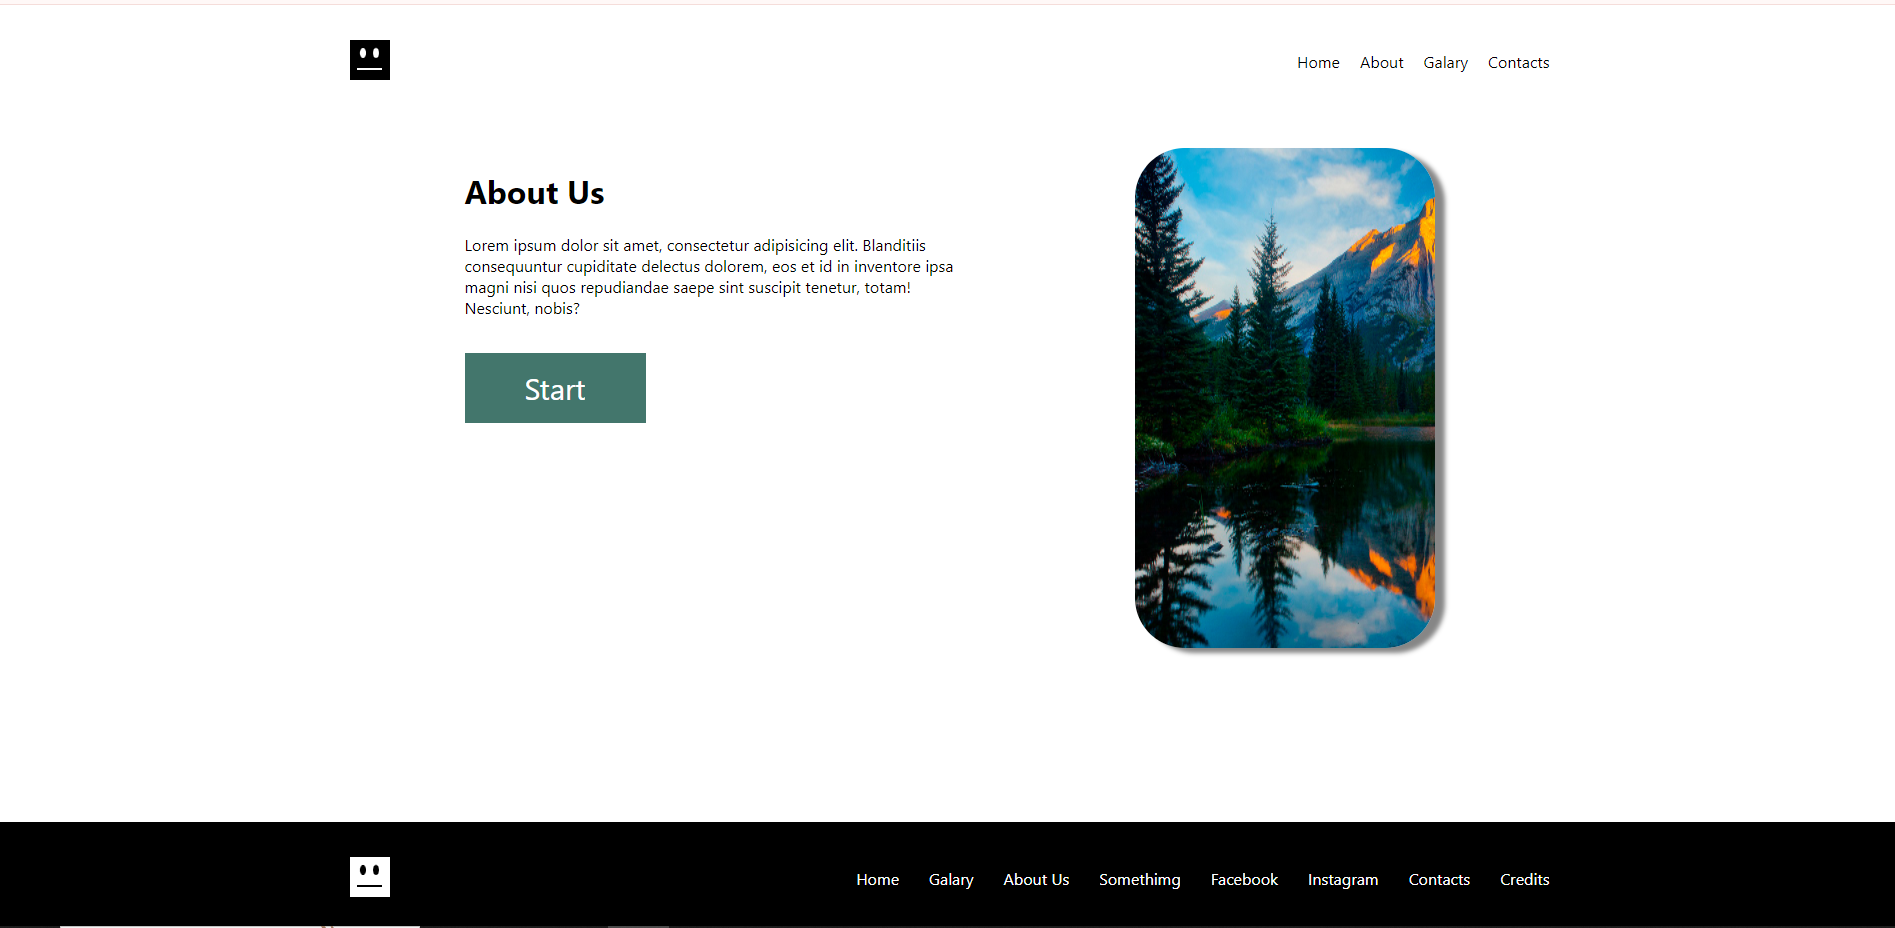 Home About Galary Contacts
About Us
Lorem ipsum dolor sit amet, consectetur adipisicing elit. Blanditiis
consequuntur cupiditate delectus dolorem, eos et id in inventore ipsa
magni nisi quos repudiandae saepe sint suscipit tenetur, totam!
Nesciunt, nobis?
Start
Home Galary About Us Somethimg Facebook Instagram Contacts Credits